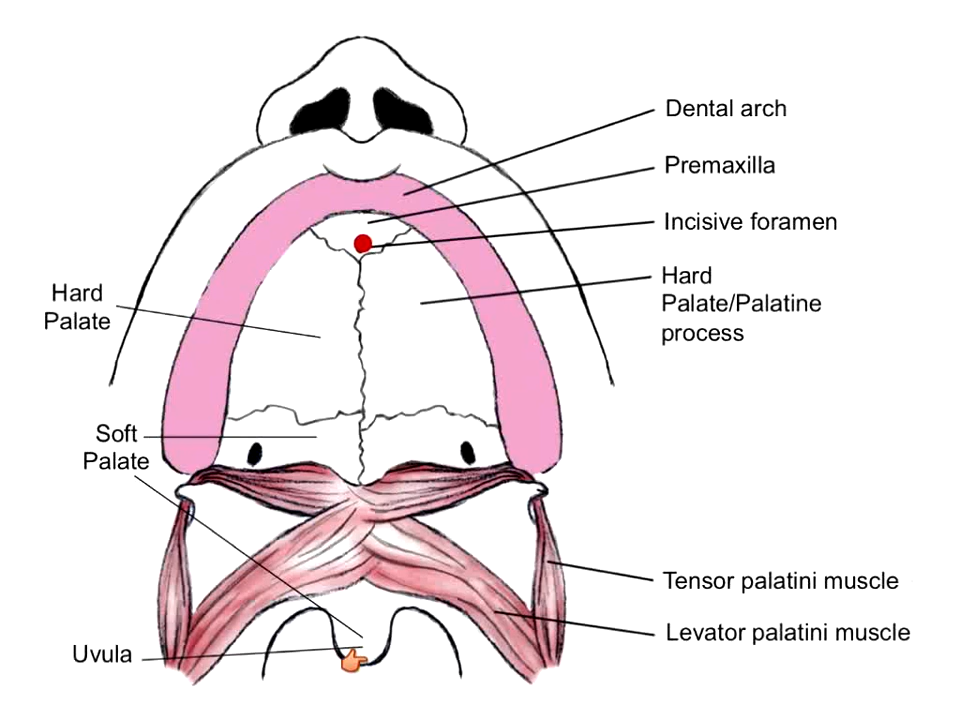 Dental arch
Premaxilla
Incisive foramen
Hard
Palate/Palatine
process
Hard
Palate
Soft
Palate
Tensor palatini muscle
Levator palatini muscle
Uvula